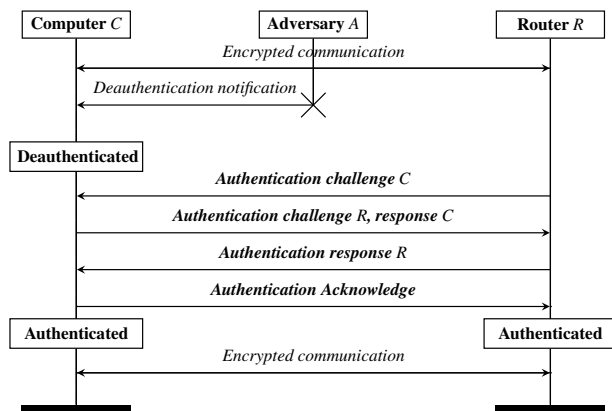 Computer C Adversary A Router R
Encrypted communication
Deauthentication notification
Deauthenticated
Authentication challenge C
Authentication challenge R, response C
Authentication response R
Authentication Acknowledge
Authenticated Authenticated
Encrypted communication